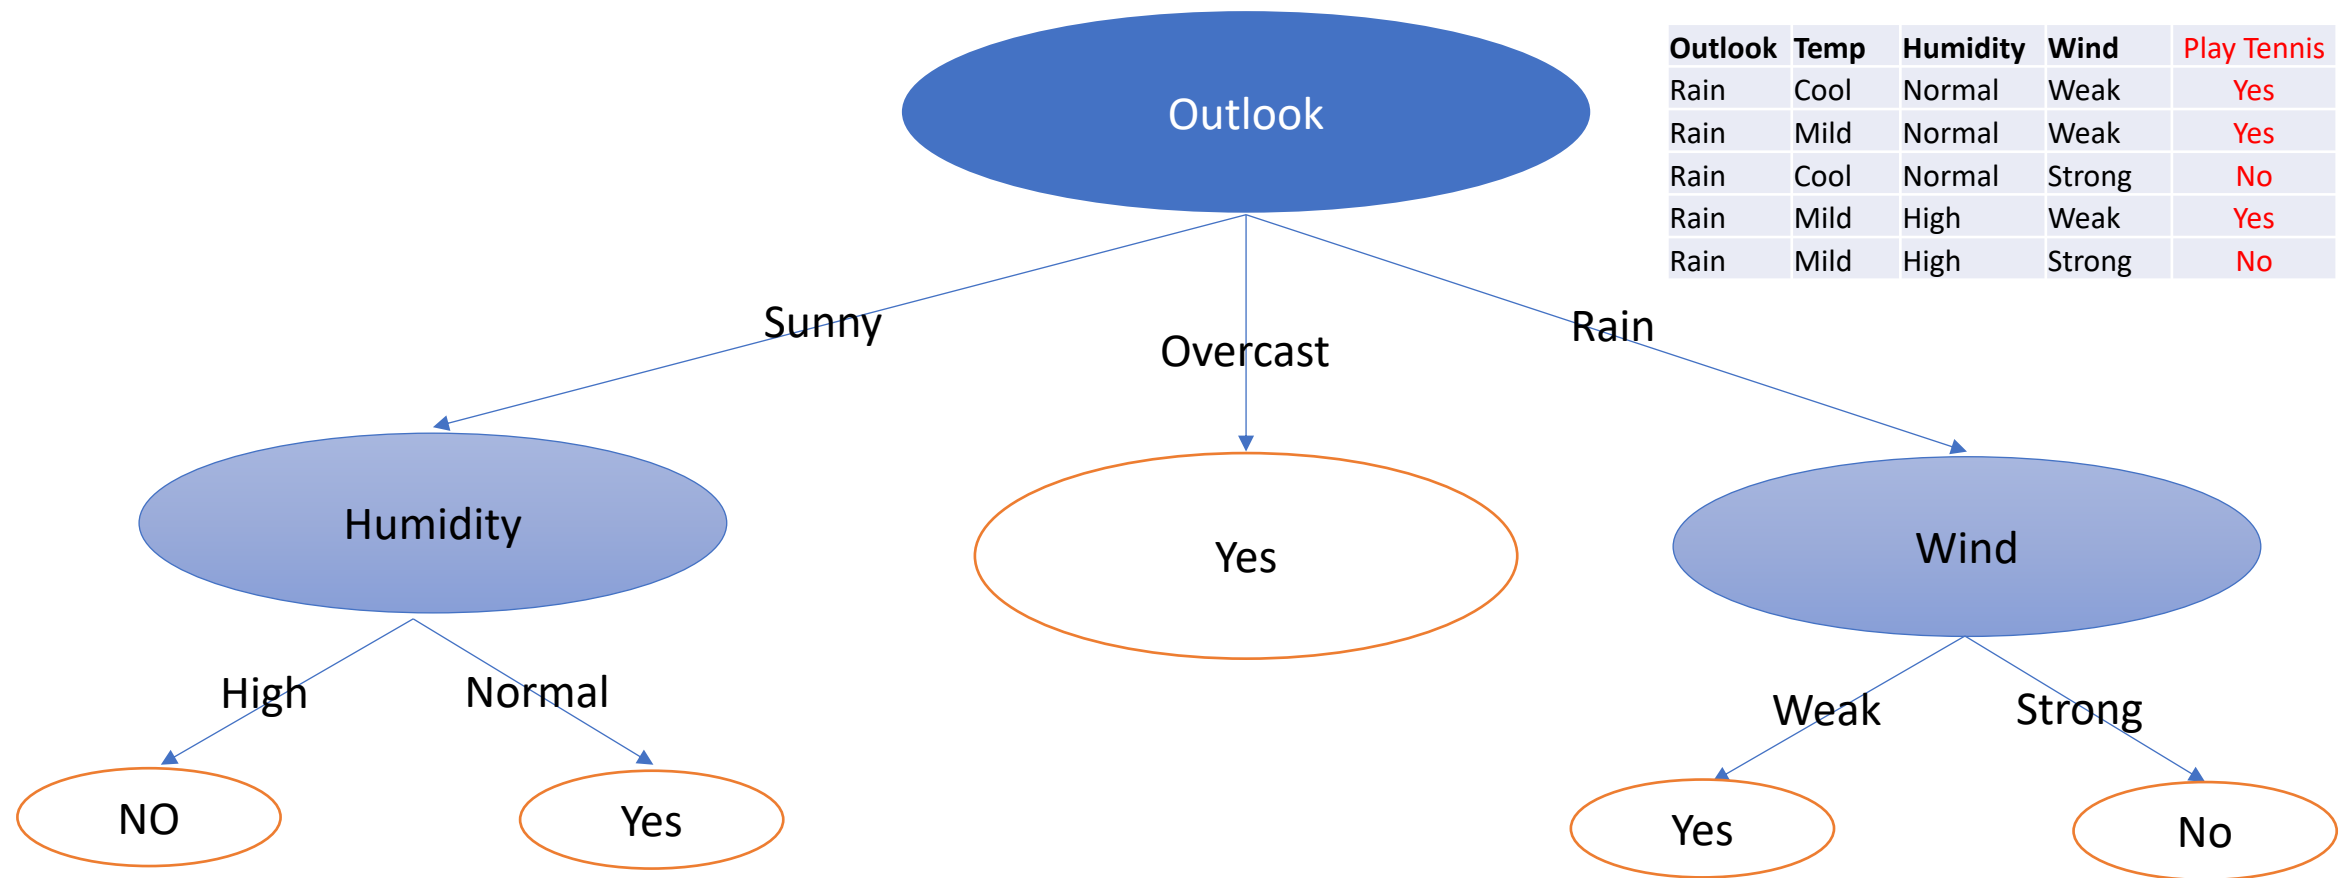 Outlook
Outlook Temp Humidity Wind Play Tennis
Rain Cool Normal Weak Yes
Rain Mild Normal Weak Yes
Rain Cool Normal Strong No
Rain Mild High Weak Yes
Rain Mild High Strong No
Sunny
Overcast
Rain
Humidity
Yes
Wind
High
Normal
Weak
Strong
NO
Yes
Yes
No